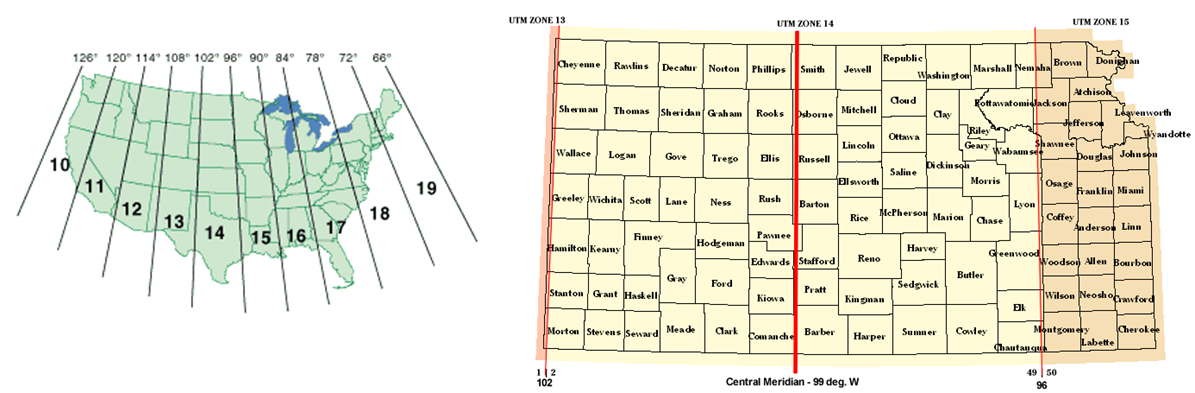 126° 120° 114° 108° 102° 96° 90° 84° 78° 72° 66°
10
11
12
13
14
15
16
17
18
19
UTM ZONE 13
UTM ZONE 14
UTM ZONE 15
Cheyenne Rawlins Decatur Norton Phillips Smith Jewell Republic Washington Marshall Nemaha Brown Doniphan
Sherman Thomas Sheridan Graham Rooks Osborne Mitchell Cloud Clay Pottawatomie Jackson Atchison
Jefferson Leavenworth Wyandotte
Wallace Logan Gove Trego Ellis Russell Lincoln Ottawa Riley Geary Wabaunsee Shawnee Douglas Johnson
Ellsworth Saline Dickinson Morris Osage Franklin Miami
Greeley Wichita Scott Lane Ness Rush Barton Rice McPherson Marion Chase Lyon Coffey Anderson Linn
Hamilton Kearny Finney Hodgeman Pawnee Edwards Stafford Reno Harvey Butler Greenwood Woodson Allen Bourbon
Stanton Grant Haskell Gray Ford Kiowa Pratt Kingman Sedgwick Elk Wilson Neosho Crawford
Morton Stevens Seward Meade Clark Comanche Barber Harper Sumner Cowley Chautauqua Montgomery Labette Cherokee
1 2
102
Central Meridian - 99 deg. W
49 50
96